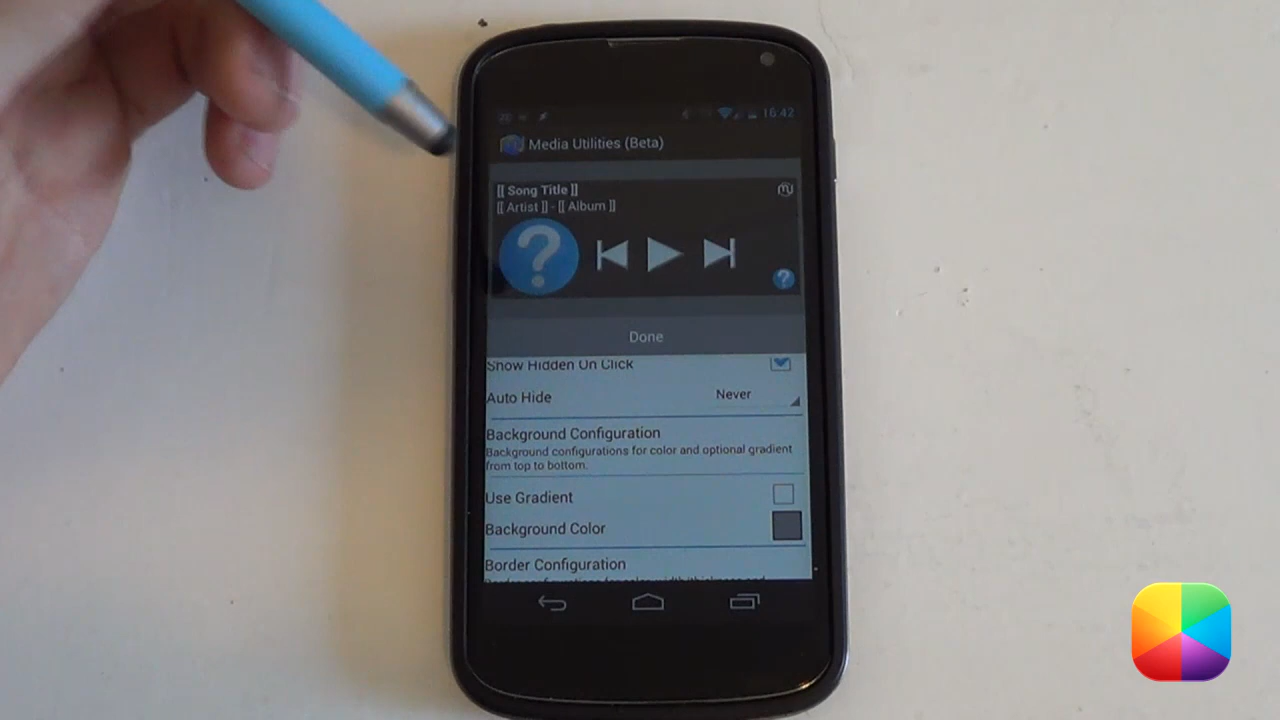 16:42
Media Utilities (Beta)
[[ Song Title ]]
[[ Artist ]] - [[ Album ]]
Done
Show Hidden On Click
Auto Hide
Never
Background Configuration
Background configurations for color and optional gradient
from top to bottom.
Use Gradient
Background Color
Border Configuration